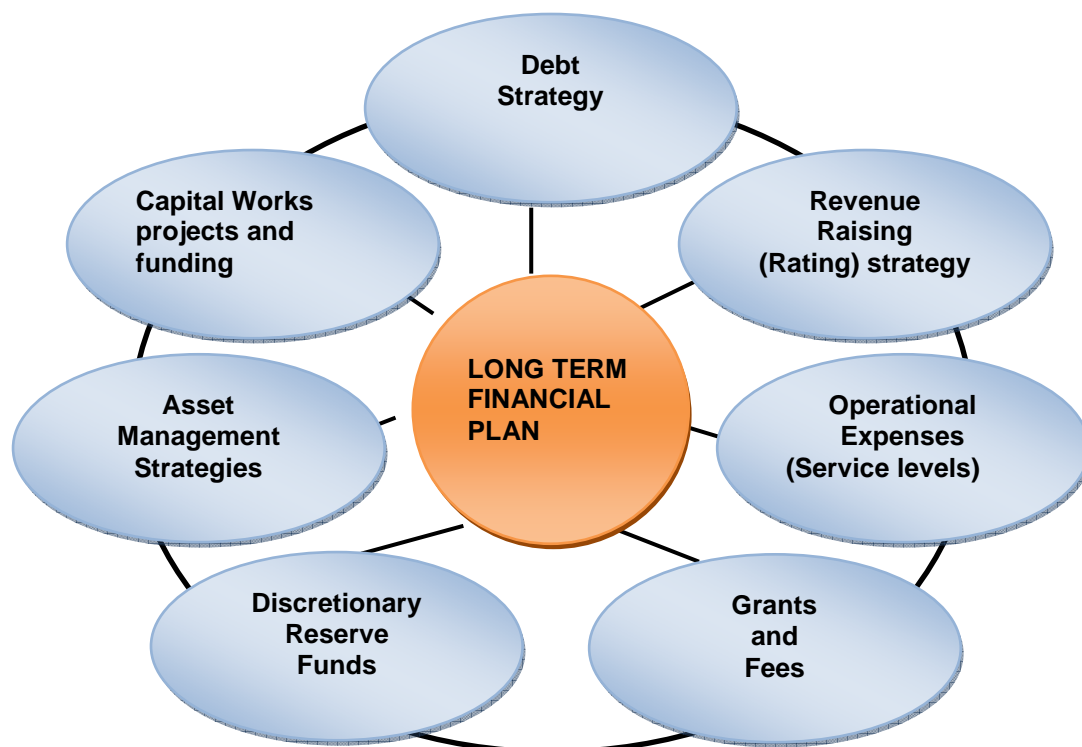 Debt
Strategy
Capital Works
projects and
funding
Revenue
Raising
(Rating) strategy
LONG TERM
FINANCIAL
PLAN
Asset
Management
Strategies
Operational
Expenses
(Service levels)
Discretionary
Reserve
Funds
Grants
and
Fees